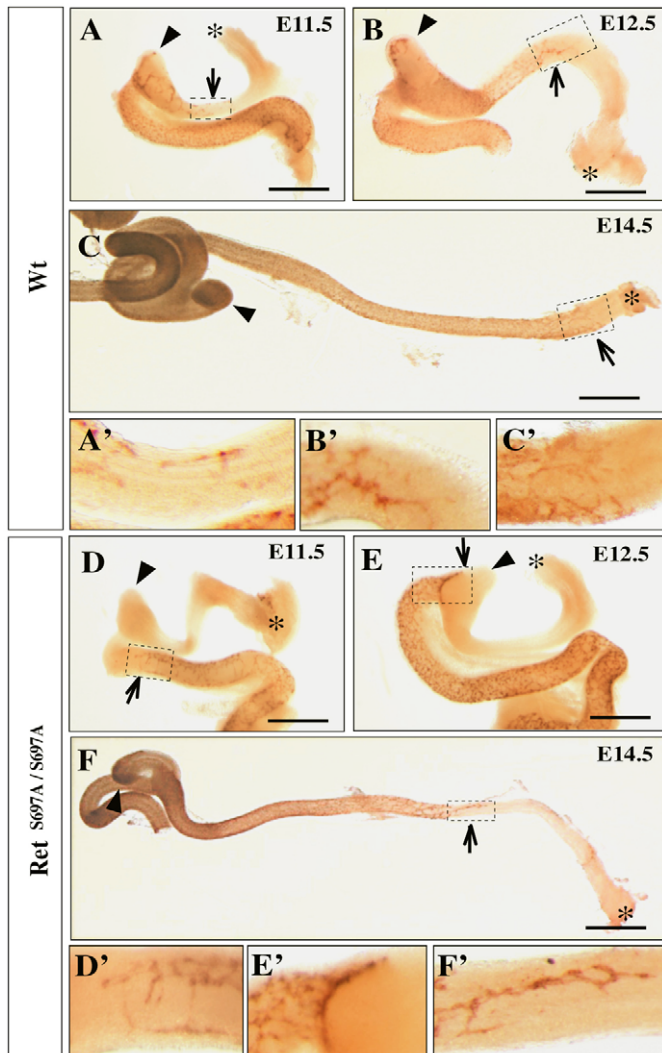 Wt
A
*
E11.5
B
E12.5
*
C
E14.5
*
A'
B'
C'
Ret S697A / S697A
D
E11.5
*
E
*
E12.5
F
E14.5
*
D'
E'
F'